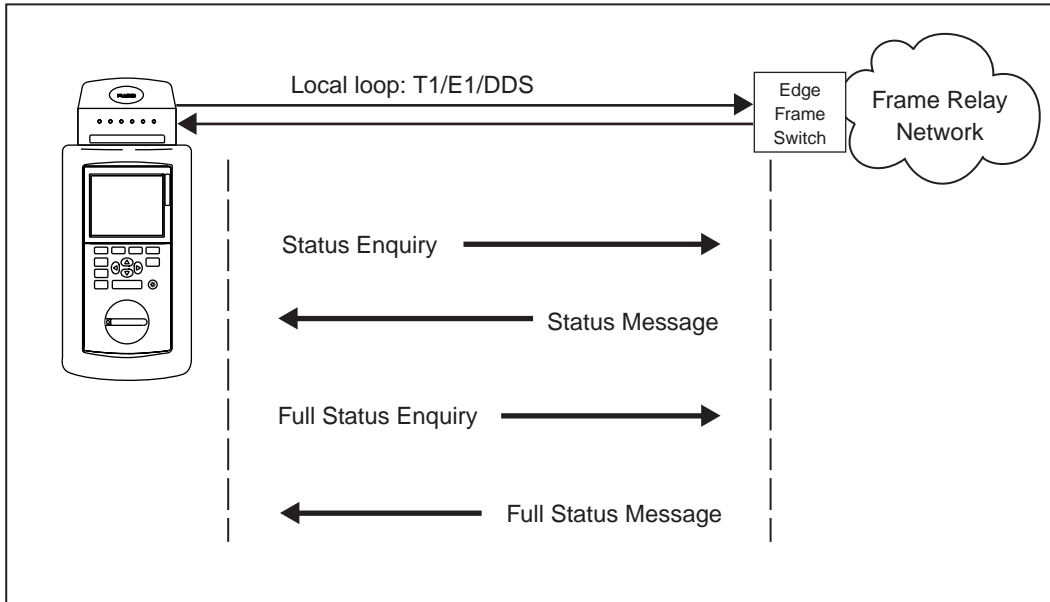 Local loop: T1/E1/DDS
Edge
Frame
Switch
Frame Relay
Network
Status Enquiry
Status Message
Full Status Enquiry
Full Status Message